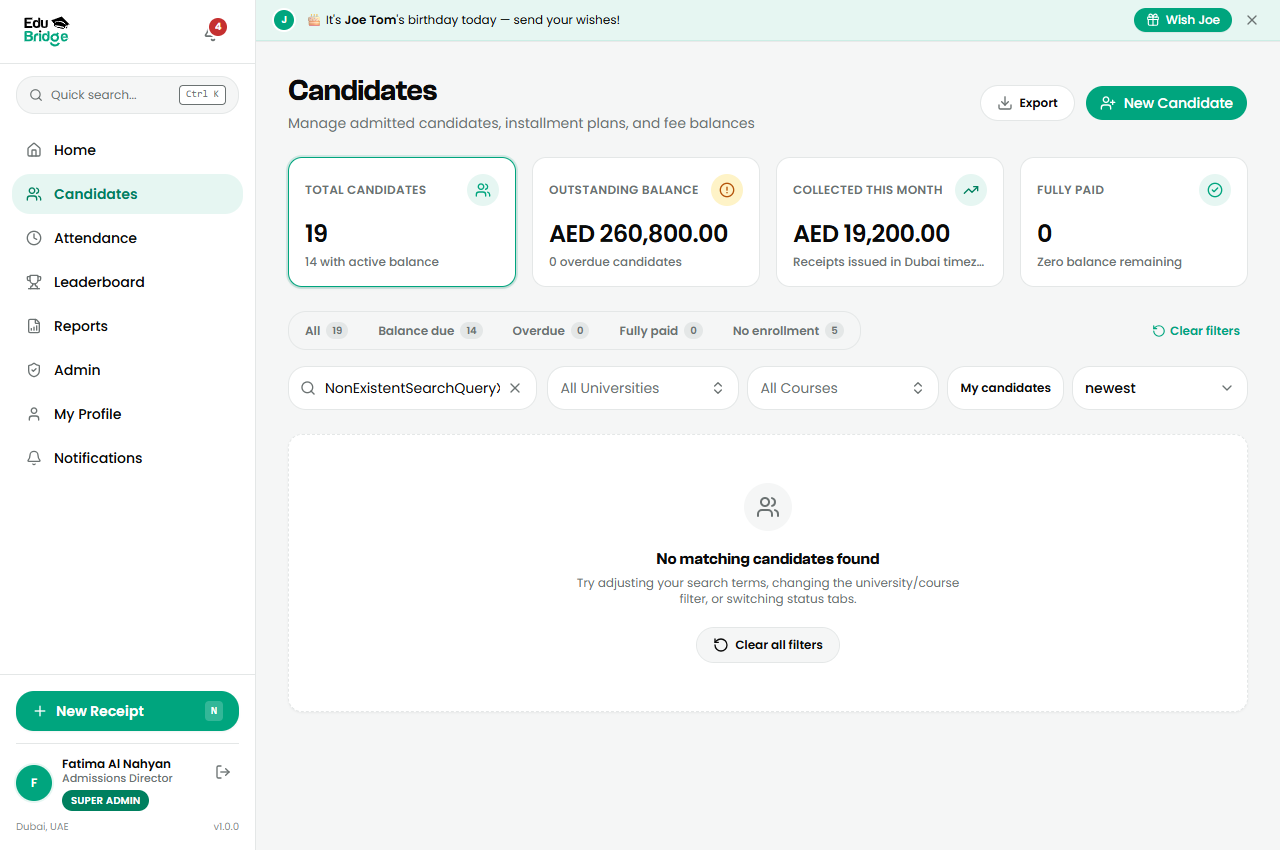 Edu
Bridge
4
Quick search...
Ctrl K
Home
Candidates
Attendance
Leaderboard
Reports
Admin
My Profile
Notifications
New Receipt
N
F
Fatima Al Nahyan
Admissions Director
SUPER ADMIN
Dubai, UAE
v1.0.0
J
It's Joe Tom's birthday today — send your wishes!
Wish Joe
Candidates
Manage admitted candidates, installment plans, and fee balances
Export
New Candidate
TOTAL CANDIDATES
19
14 with active balance
OUTSTANDING BALANCE
AED 260,800.00
0 overdue candidates
COLLECTED THIS MONTH
AED 19,200.00
Receipts issued in Dubai timez...
FULLY PAID
0
Zero balance remaining
All 19
Balance due 14
Overdue 0
Fully paid 0
No enrollment 5
Clear filters
NonExistentSearchQuery
All Universities
All Courses
My candidates
newest
No matching candidates found
Try adjusting your search terms, changing the university/course
filter, or switching status tabs.
Clear all filters